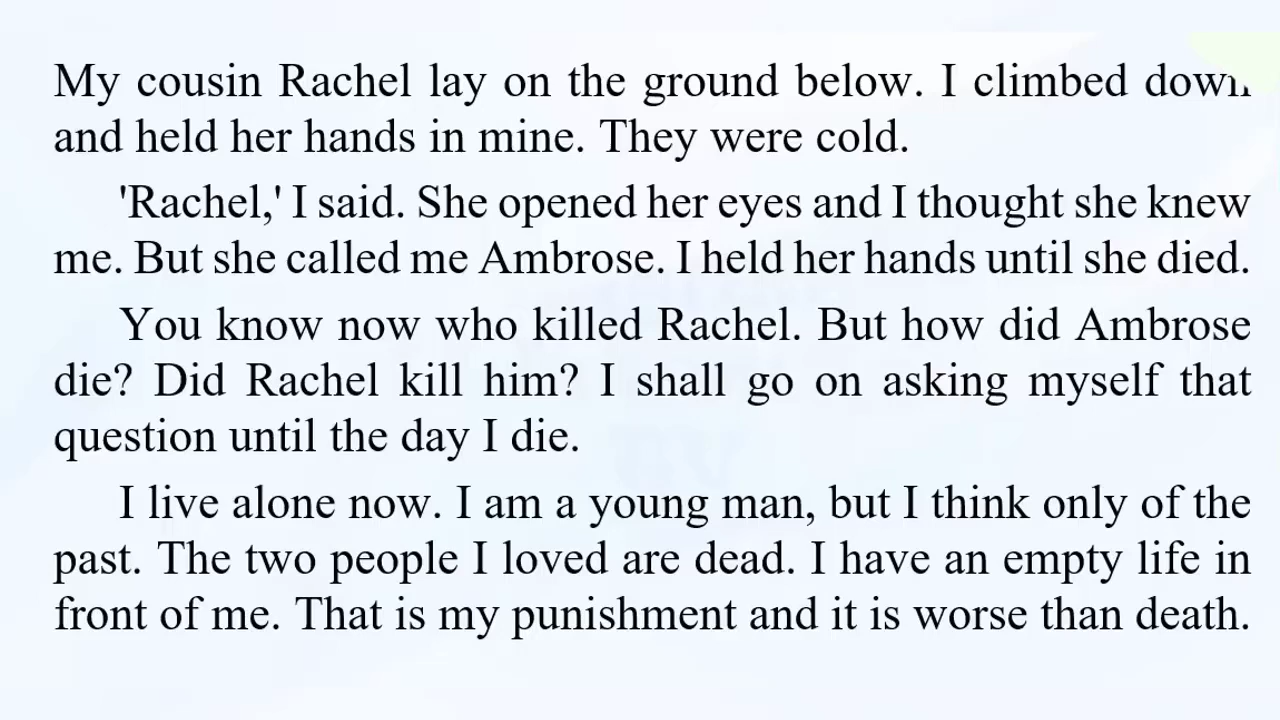 My cousin Rachel lay on the ground below. I climbed down
and held her hands in mine. They were cold.
'Rachel,' I said. She opened her eyes and I thought she knew
me. But she called me Ambrose. I held her hands until she died.
You know now who killed Rachel. But how did Ambrose
die? Did Rachel kill him? I shall go on asking myself that
question until the day I die.
I live alone now. I am a young man, but I think only of the
past. The two people I loved are dead. I have an empty life in
front of me. That is my punishment and it is worse than death.